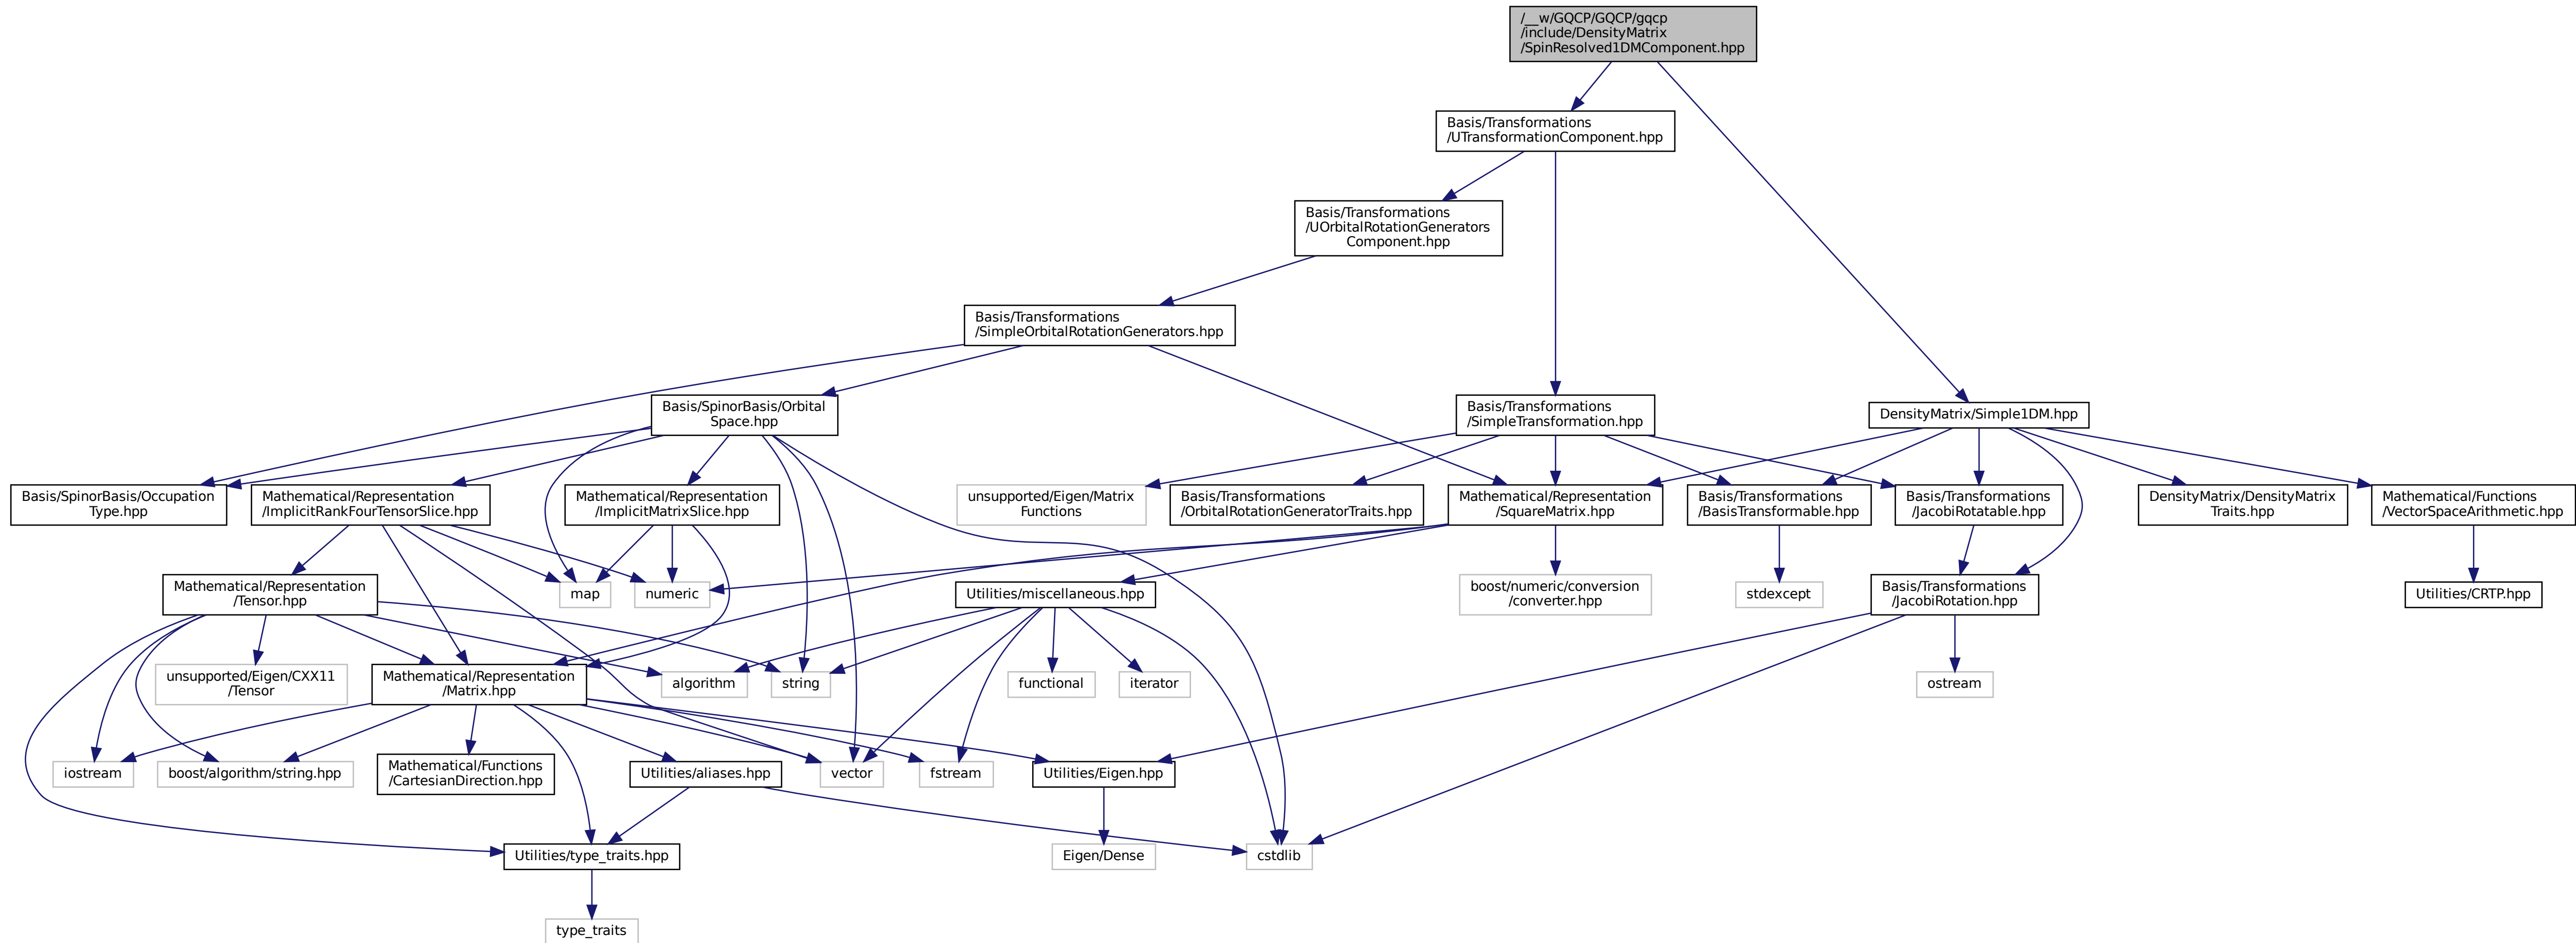 /__w/GQCP/GQCP/gqcp
/include/DensityMatrix
/SpinResolved1DMComponent.hpp
Basis/Transformations
/UTransformationComponent.hpp
Basis/Transformations
/UOrbitalRotationGenerators
Component.hpp
Basis/Transformations
/SimpleOrbitalRotationGenerators.hpp
Basis/SpinorBasis/Orbital
Space.hpp
Basis/Transformations
/SimpleTransformation.hpp
DensityMatrix/Simple1DM.hpp
Basis/SpinorBasis/Occupation
Type.hpp
Mathematical/Representation
/ImplicitRankFourTensorSlice.hpp
Mathematical/Representation
/ImplicitMatrixSlice.hpp
unsupported/Eigen/Matrix
Functions
Basis/Transformations
/OrbitalRotationGeneratorTraits.hpp
Mathematical/Representation
/SquareMatrix.hpp
Basis/Transformations
/BasisTransformable.hpp
Basis/Transformations
/JacobiRotatable.hpp
DensityMatrix/DensityMatrix
Traits.hpp
Mathematical/Functions
/VectorSpaceArithmetic.hpp
Mathematical/Representation
/Tensor.hpp
map
numeric
Utilities/miscellaneous.hpp
boost/numeric/conversion
/converter.hpp
stdexcept
Basis/Transformations
/JacobiRotation.hpp
Utilities/CRTP.hpp
unsupported/Eigen/CXX11
/Tensor
Mathematical/Representation
/Matrix.hpp
algorithm
string
functional
iterator
ostream
iostream
boost/algorithm/string.hpp
Mathematical/Functions
/CartesianDirection.hpp
Utilities/aliases.hpp
vector
fstream
Utilities/Eigen.hpp
Utilities/type_traits.hpp
Eigen/Dense
cstdlib
type_traits